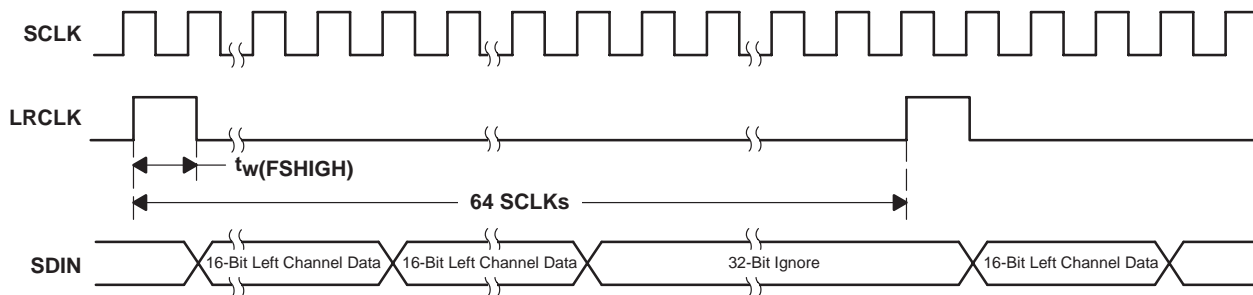 SCLK
LRCLK
tw(FSHIGH)
64 SCLKs
SDIN
16-Bit Left Channel Data
16-Bit Left Channel Data
32-Bit Ignore
16-Bit Left Channel Data